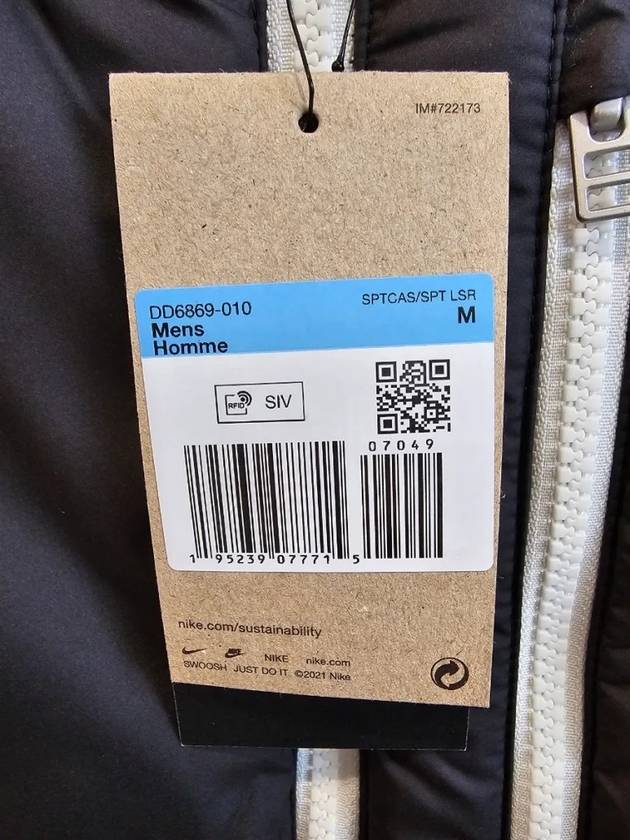 IM#722173
DD6869-010
SPTCAS/SPT LSR
Mens
M
Homme
RFID SIV
07049
1 95239 07771 5
nike.com/sustainability
NIKE nike.com
SWOOSH JUST DO IT ©2021 Nike